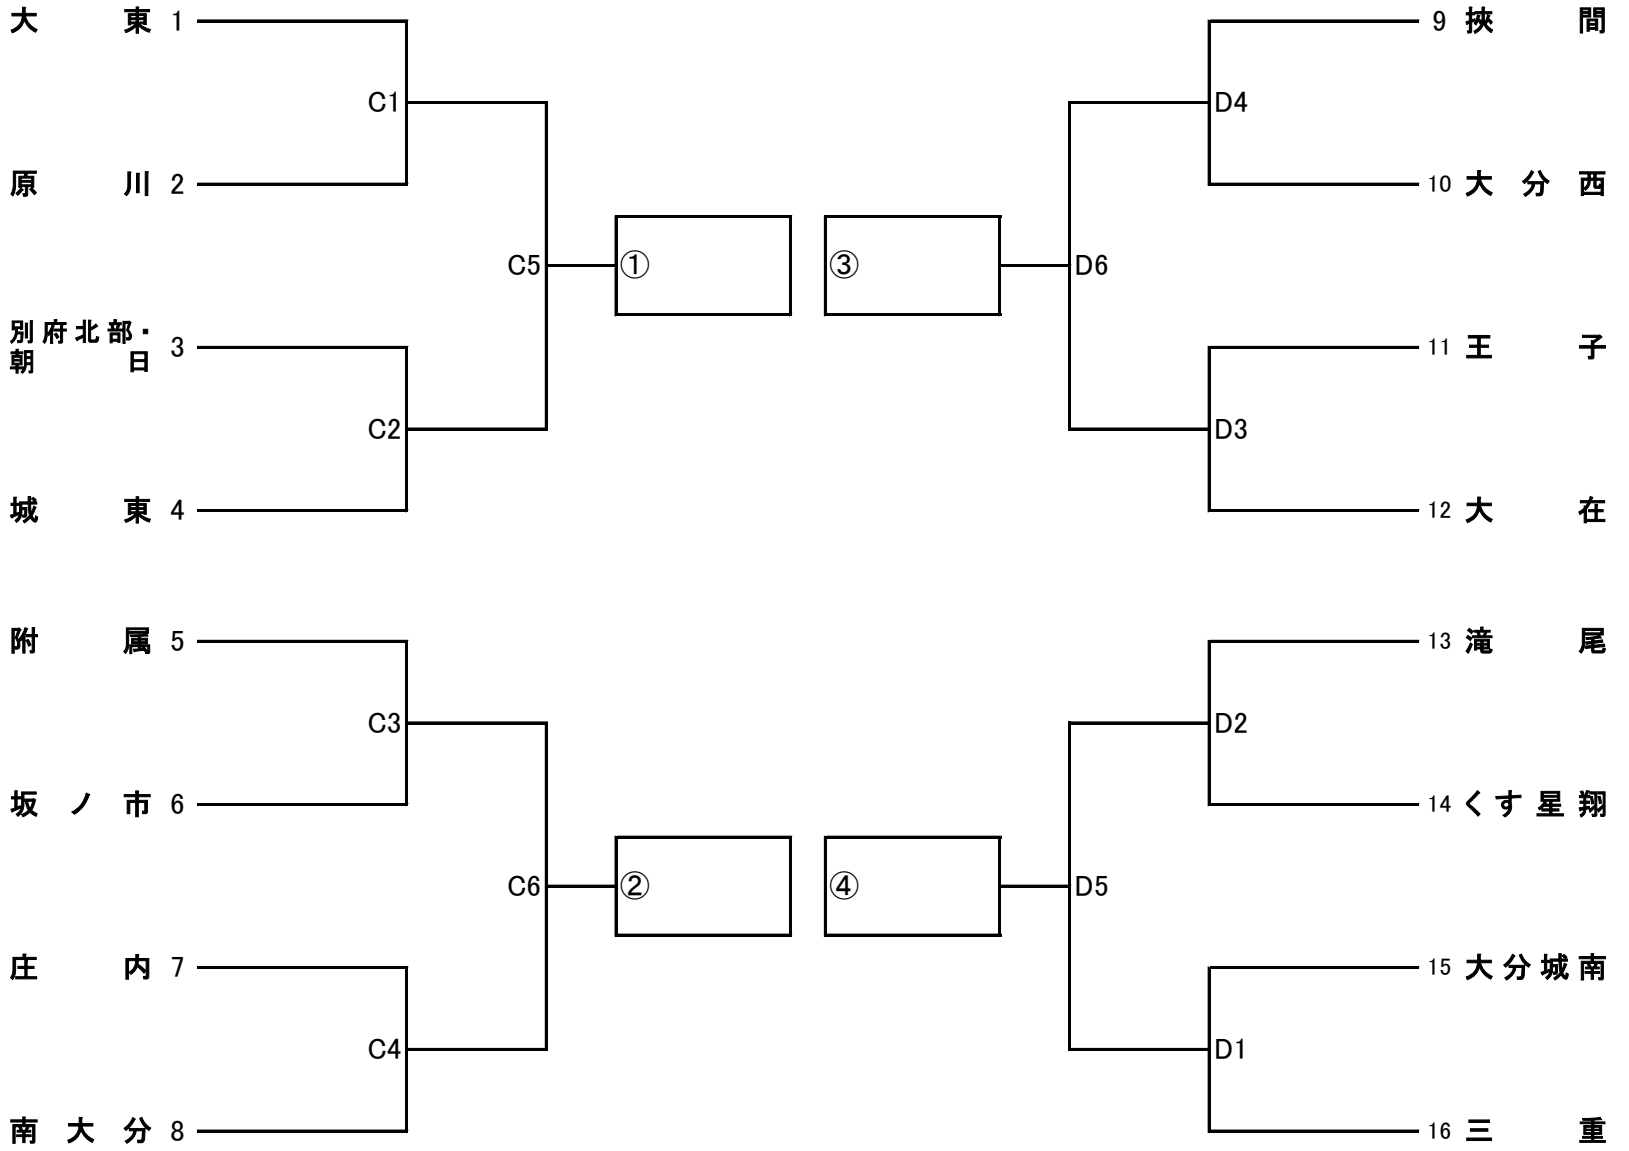 大東 1
C1
原川 2
C5
①
別府北部・
朝日 3
C2
城東 4
附属 5
C3
坂ノ市 6
C6
②
庄内 7
C4
南大分 8
9 挾間
D4
10 大分西
③
D6
11 王子
D3
12 大在
13 滝尾
D2
14 くす星翔
④
D5
15 大分城南
D1
16 三重